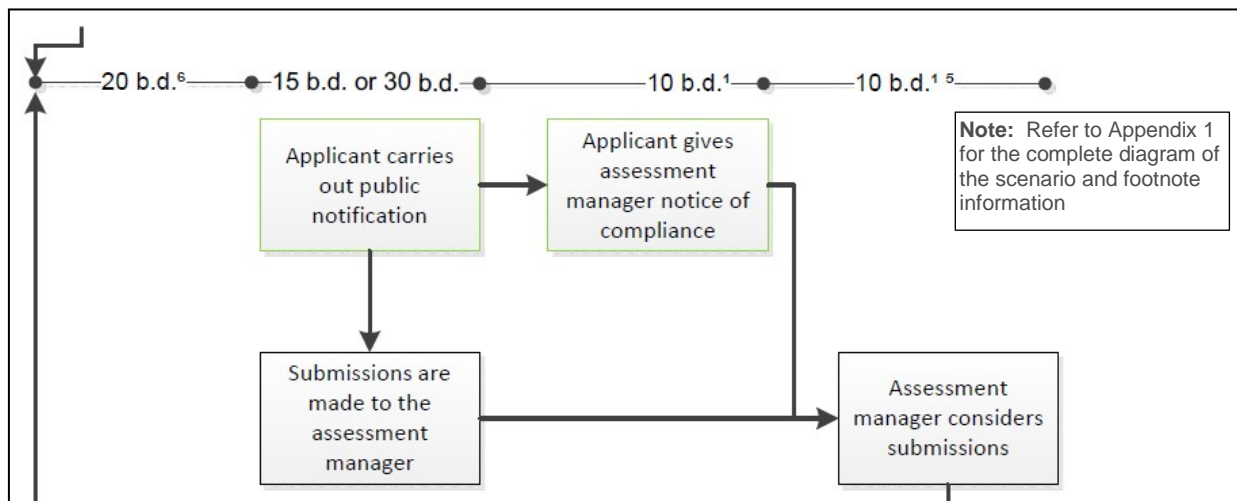 20 b.d.⁶ 15 b.d. or 30 b.d. 10 b.d.¹ 10 b.d.¹ ⁵
Note: Refer to Appendix 1
for the complete diagram of
the scenario and footnote
information
Applicant carries
out public
notification
Applicant gives
assessment
manager notice of
compliance
Submissions are
made to the
assessment
manager
Assessment
manager considers
submissions